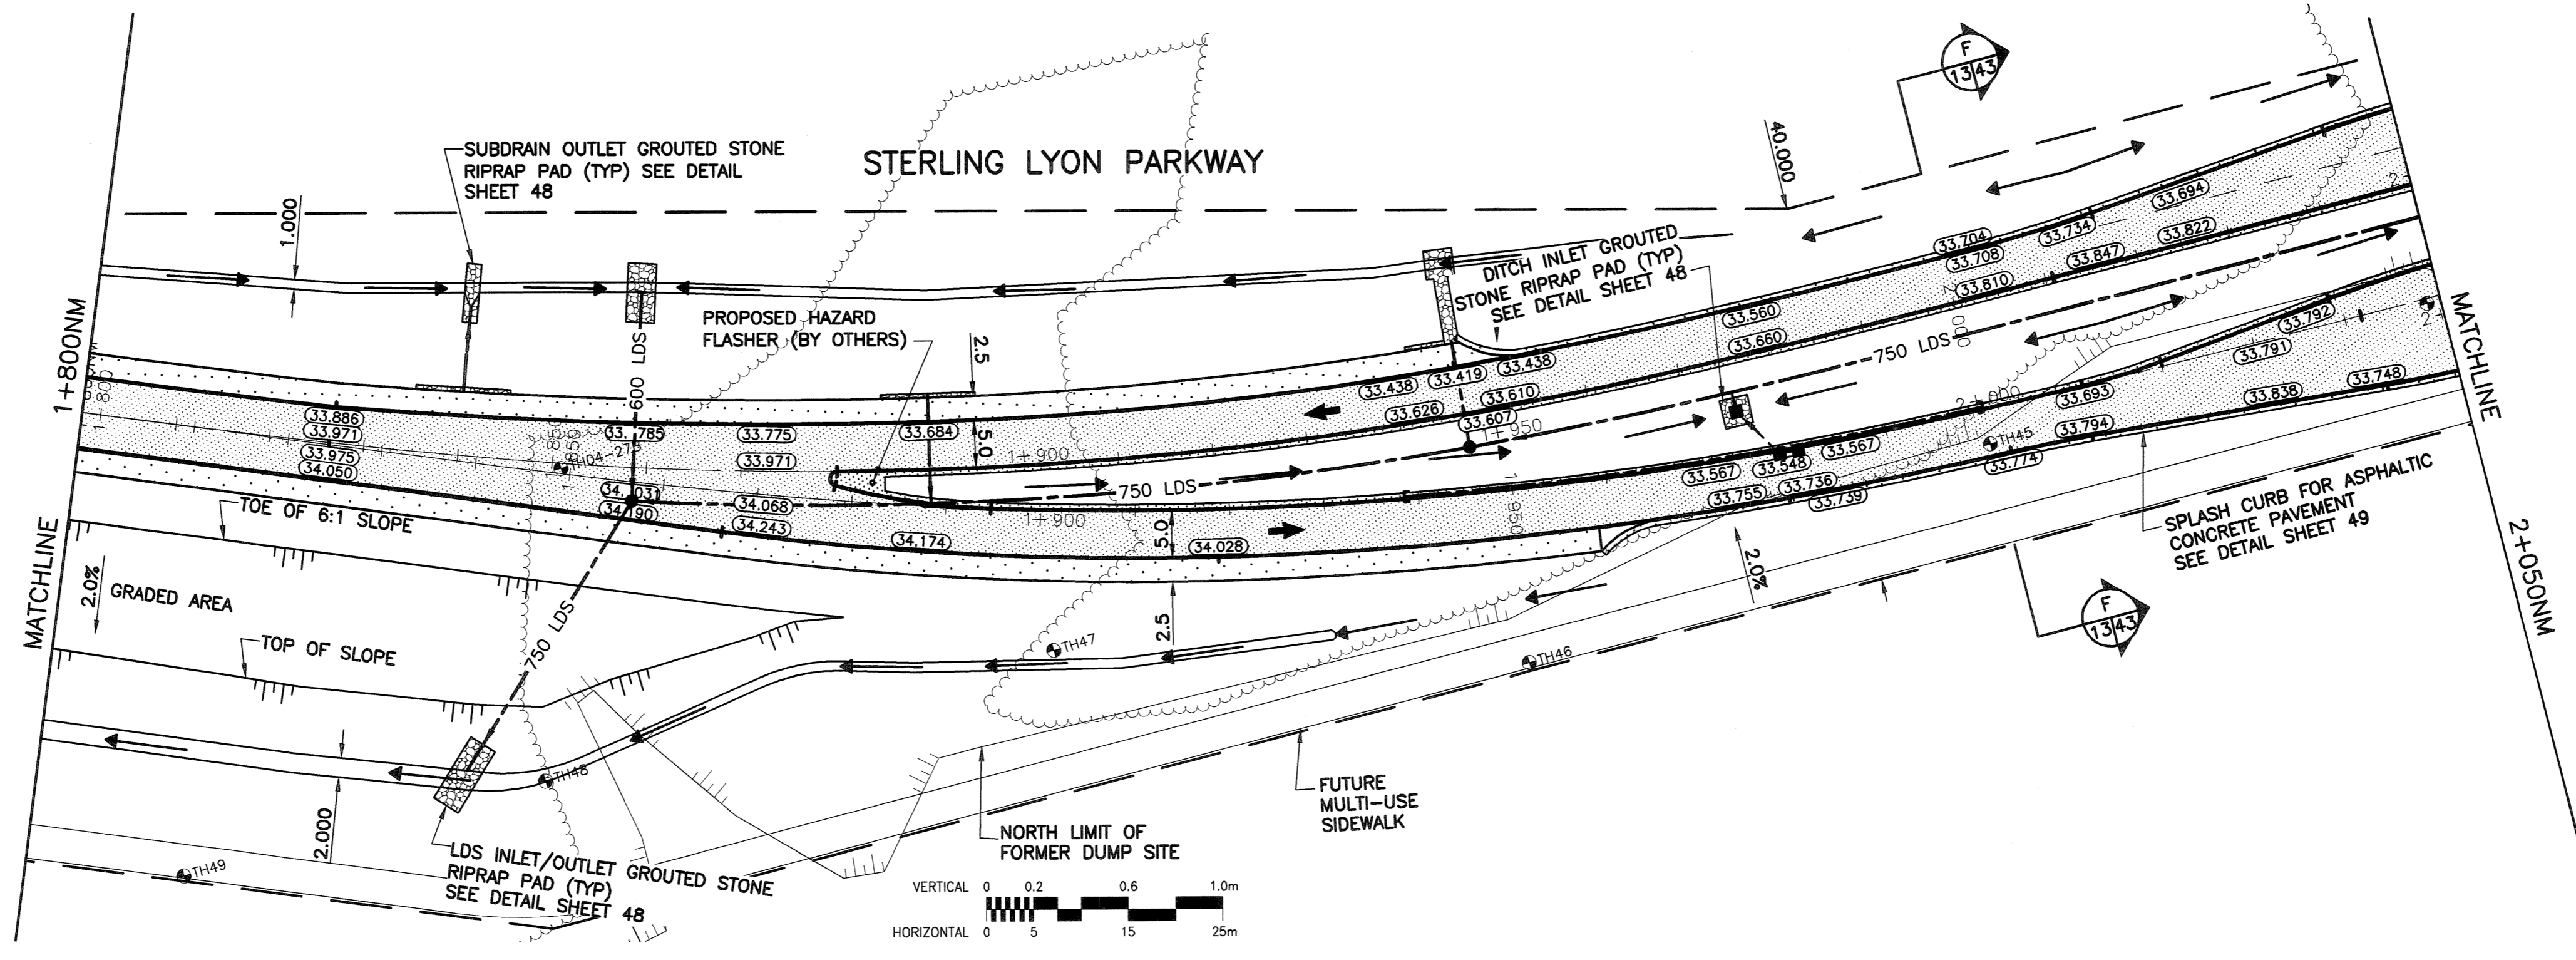 F
13 43
SUBDRAIN OUTLET GROUTED STONE
RIPRAP PAD (TYP) SEE DETAIL
SHEET 48
STERLING LYON PARKWAY
40.000
1.000
DITCH INLET GROUTED
STONE RIPRAP PAD (TYP)
SEE DETAIL SHEET 48
PROPOSED HAZARD
FLASHER (BY OTHERS)
2.5
600 LDS
1+800NM
MATCHLINE
33.694
33.734
33.822
33.704
33.708
33.847
33.810
33.560
33.660
750 LDS
33.438
33.419
33.438
33.626
33.610
33.607
1+950
33.886
33.971
33.975
34.050
33.785
33.775
33.684
33.971
5.0
1+900
TH04-27
34.031
34.190
34.068
34.243
34.174
750 LDS
1+900
5.0
34.028
950
33.567
33.548
33.567
33.755
33.736
33.739
2+000
33.693
33.794
33.774
TH45
33.792
33.791
33.838
33.748
MATCHLINE
2+050NM
SPLASH CURB FOR ASPHALTIC
CONCRETE PAVEMENT
SEE DETAIL SHEET 49
2.0%
F
13 43
TOE OF 6:1 SLOPE
2.0%
GRADED AREA
TOP OF SLOPE
750 LDS
2.5
TH47
TH46
TH48
TH49
2.000
LDS INLET/OUTLET GROUTED STONE
RIPRAP PAD (TYP)
SEE DETAIL SHEET 48
NORTH LIMIT OF
FORMER DUMP SITE
FUTURE
MULTI-USE
SIDEWALK
VERTICAL 0 0.2 0.6 1.0m
HORIZONTAL 0 5 15 25m